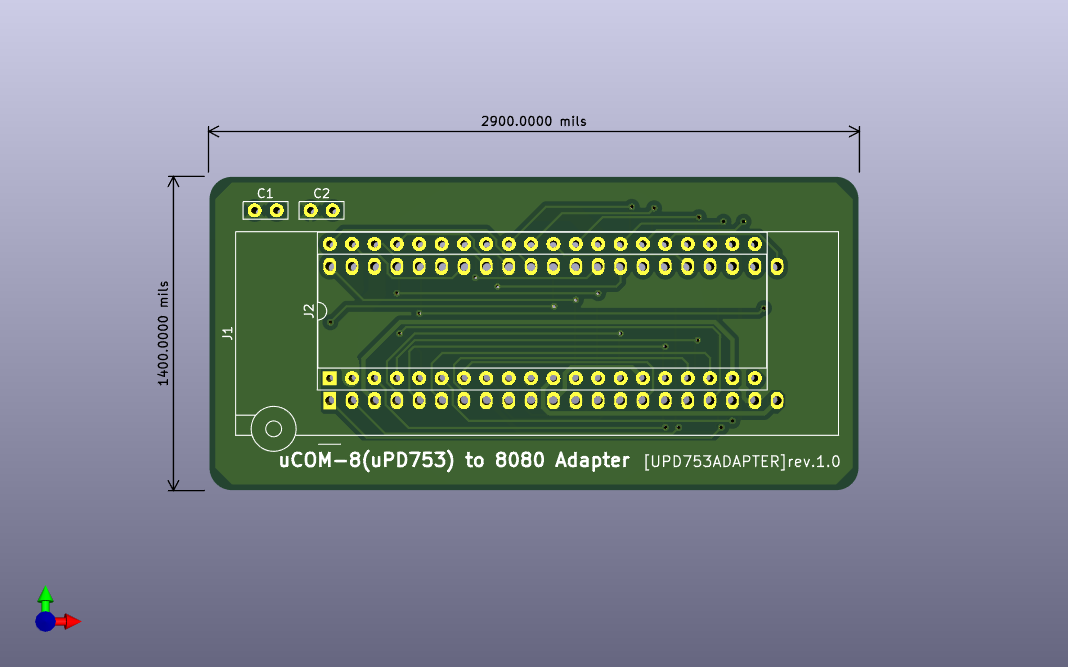 2900.0000 mils
1400.0000 mils
C1
C2
J2
J1
uCOM-8(uPD753) to 8080 Adapter
[UPD753ADAPTER]rev.1.0